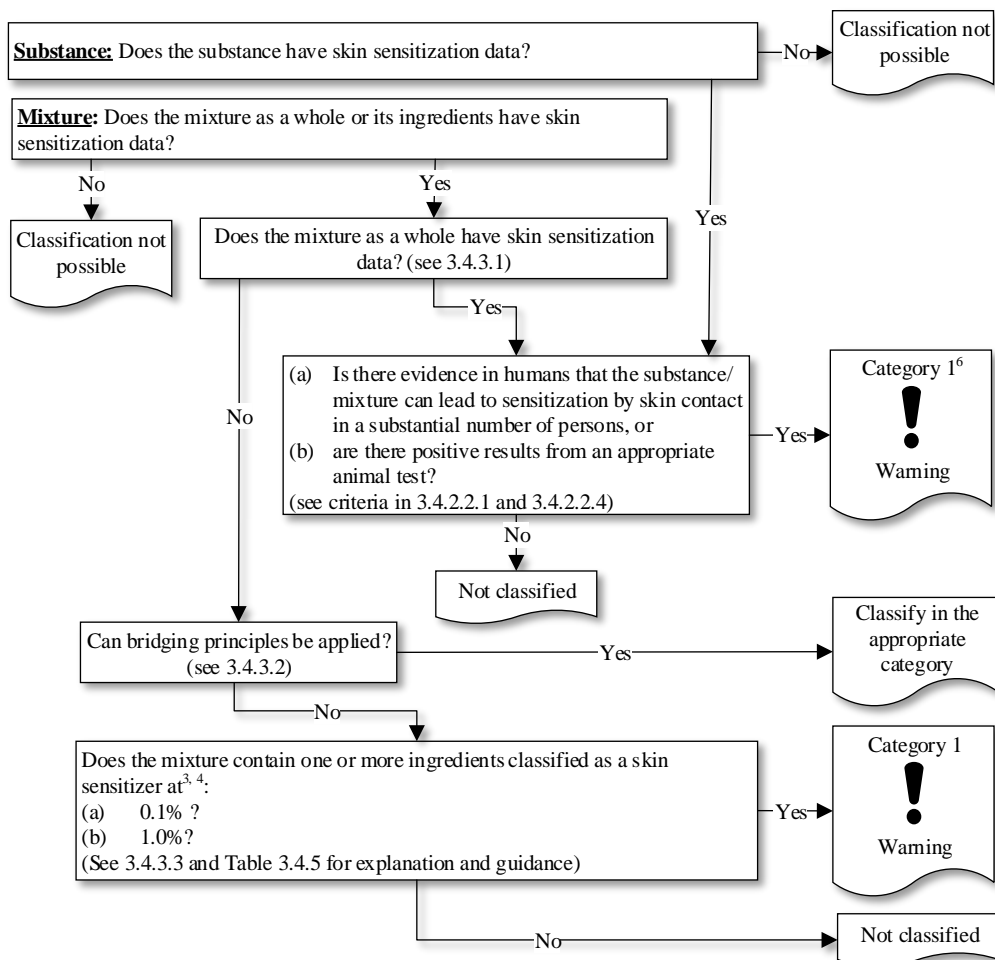 Substance: Does the substance have skin sensitization data?
No
Classification not
possible
Mixture: Does the mixture as a whole or its ingredients have skin
sensitization data?
No
Yes
Yes
Classification not
possible
Does the mixture as a whole have skin sensitization
data? (see 3.4.3.1)
Yes
No
(a) Is there evidence in humans that the substance/
mixture can lead to sensitization by skin contact
in a substantial number of persons, or
(b) are there positive results from an appropriate
animal test?
(see criteria in 3.4.2.2.1 and 3.4.2.2.4)
Yes
Category 1⁶
!
Warning
No
Not classified
Can bridging principles be applied?
(see 3.4.3.2)
Yes
Classify in the
appropriate
category
No
Does the mixture contain one or more ingredients classified as a skin
sensitizer at³, ⁴:
(a) 0.1% ?
(b) 1.0%?
(See 3.4.3.3 and Table 3.4.5 for explanation and guidance)
Yes
Category 1
!
Warning
No
Not classified